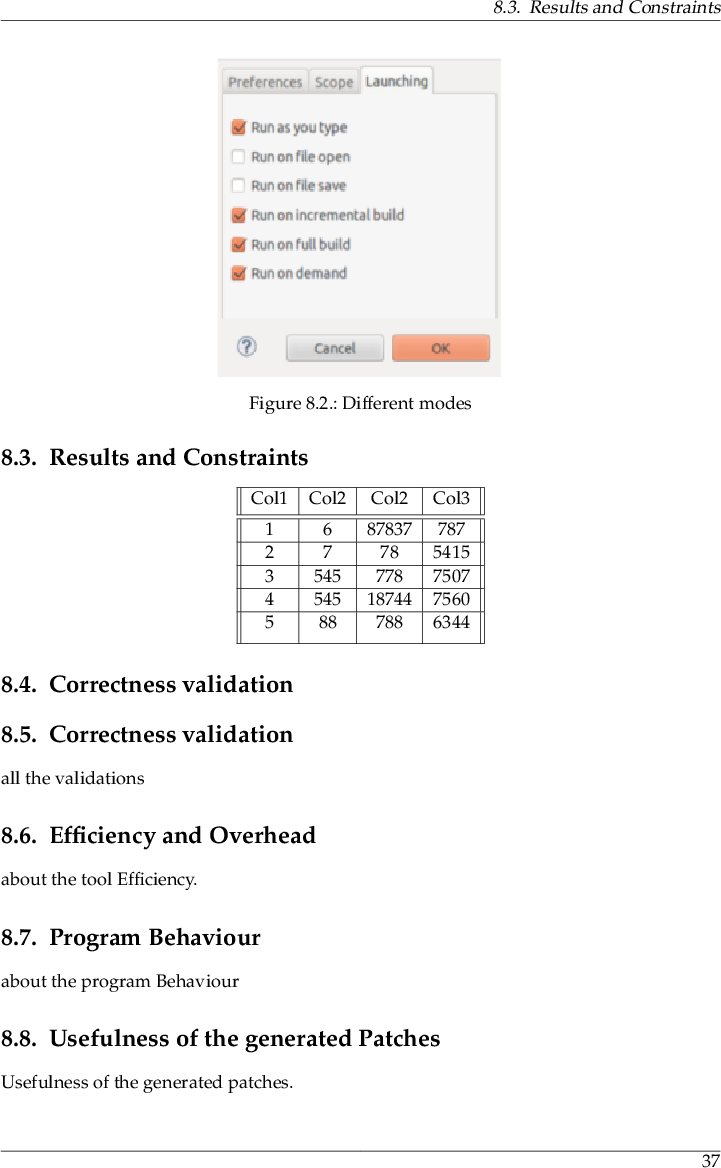 8.3. Results and Constraints
Preferences Scope Launching
Run as you type
Run on file open
Run on file save
Run on incremental build
Run on full build
Run on demand
? Cancel OK
Figure 8.2.: Different modes
8.3. Results and Constraints
Col1 Col2 Col2 Col3
1 6 87837 787
2 7 78 5415
3 545 778 7507
4 545 18744 7560
5 88 788 6344
8.4. Correctness validation
8.5. Correctness validation
all the validations
8.6. Efficiency and Overhead
about the tool Efficiency.
8.7. Program Behaviour
about the program Behaviour
8.8. Usefulness of the generated Patches
Usefulness of the generated patches.
37